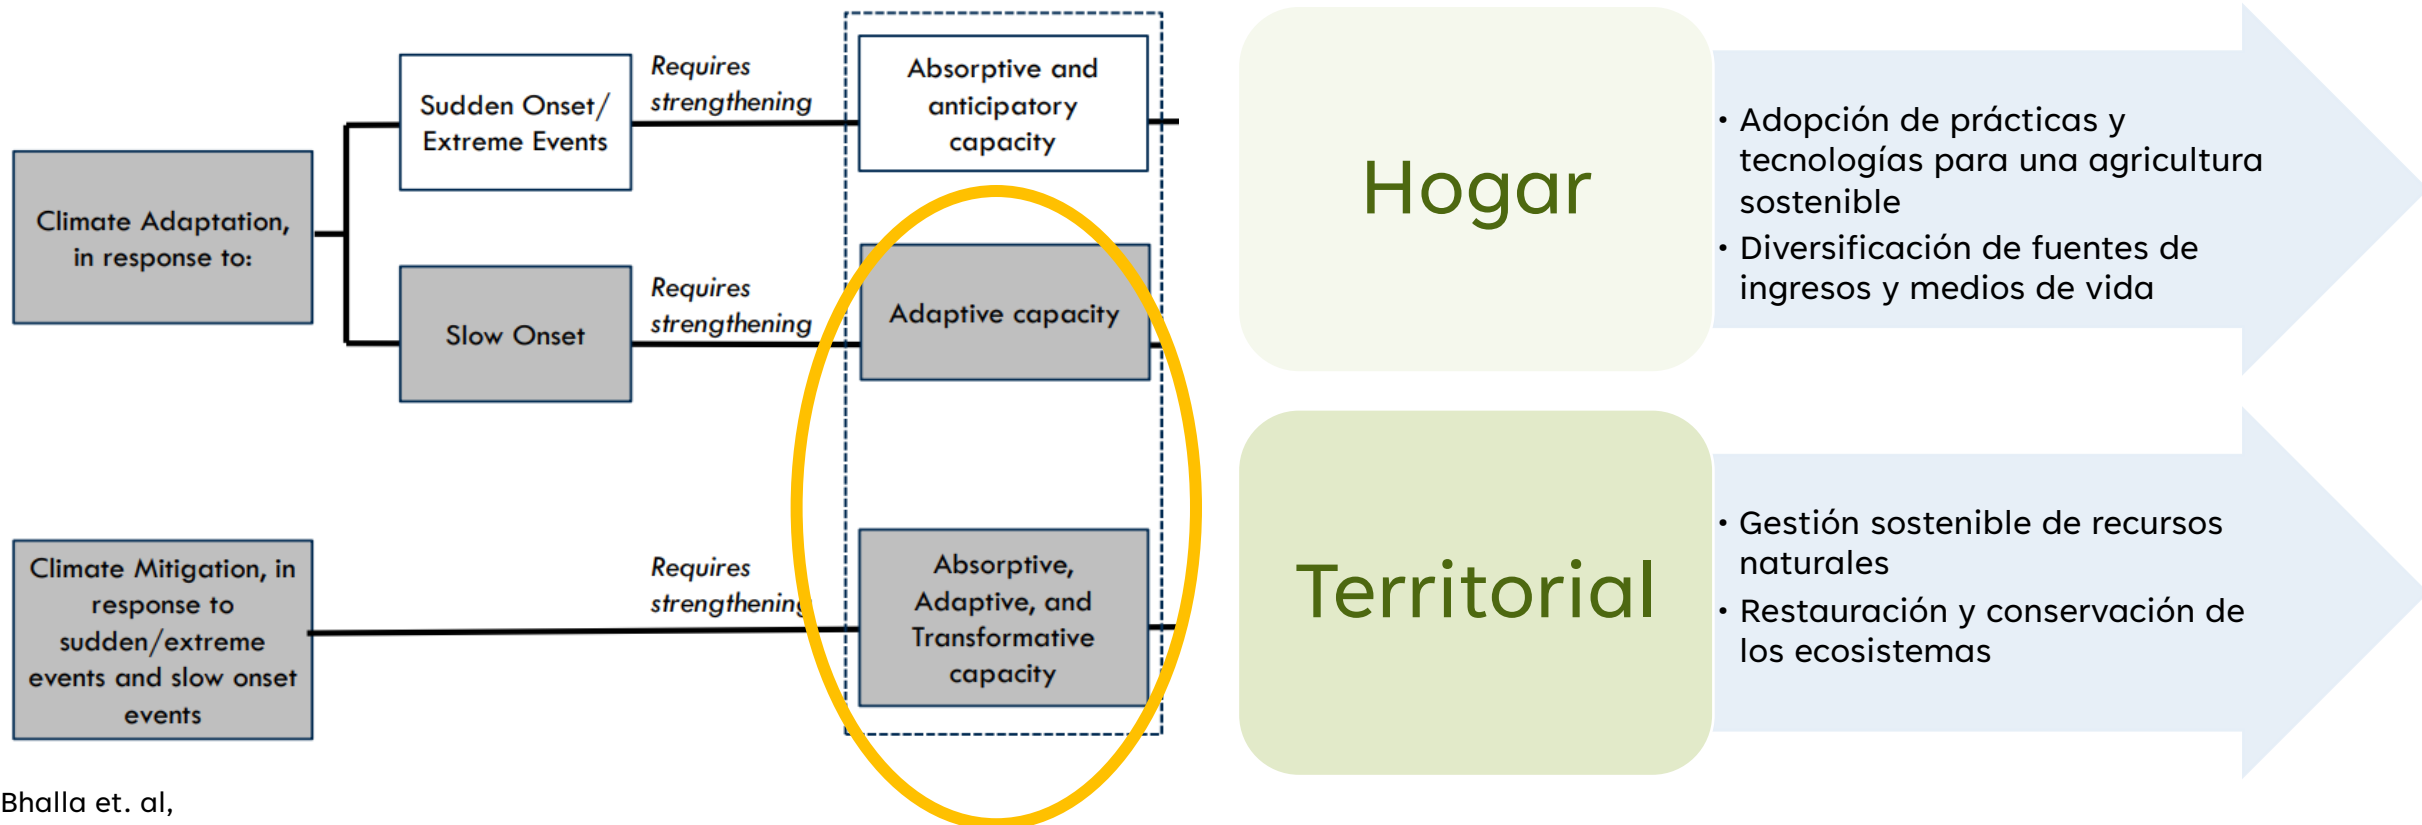 Climate Adaptation,
in response to:
Sudden Onset/
Extreme Events
Requires
strengthening
Absorptive and
anticipatory
capacity
Slow Onset
Requires
strengthening
Adaptive capacity
Climate Mitigation, in
response to
sudden/extreme
events and slow onset
events
Requires
strengthening
Absorptive,
Adaptive, and
Transformative
capacity
Bhalla et. al,
Hogar
• Adopción de prácticas y
tecnologías para una agricultura
sostenible
• Diversificación de fuentes de
ingresos y medios de vida
Territorial
• Gestión sostenible de recursos
naturales
• Restauración y conservación de
los ecosistemas